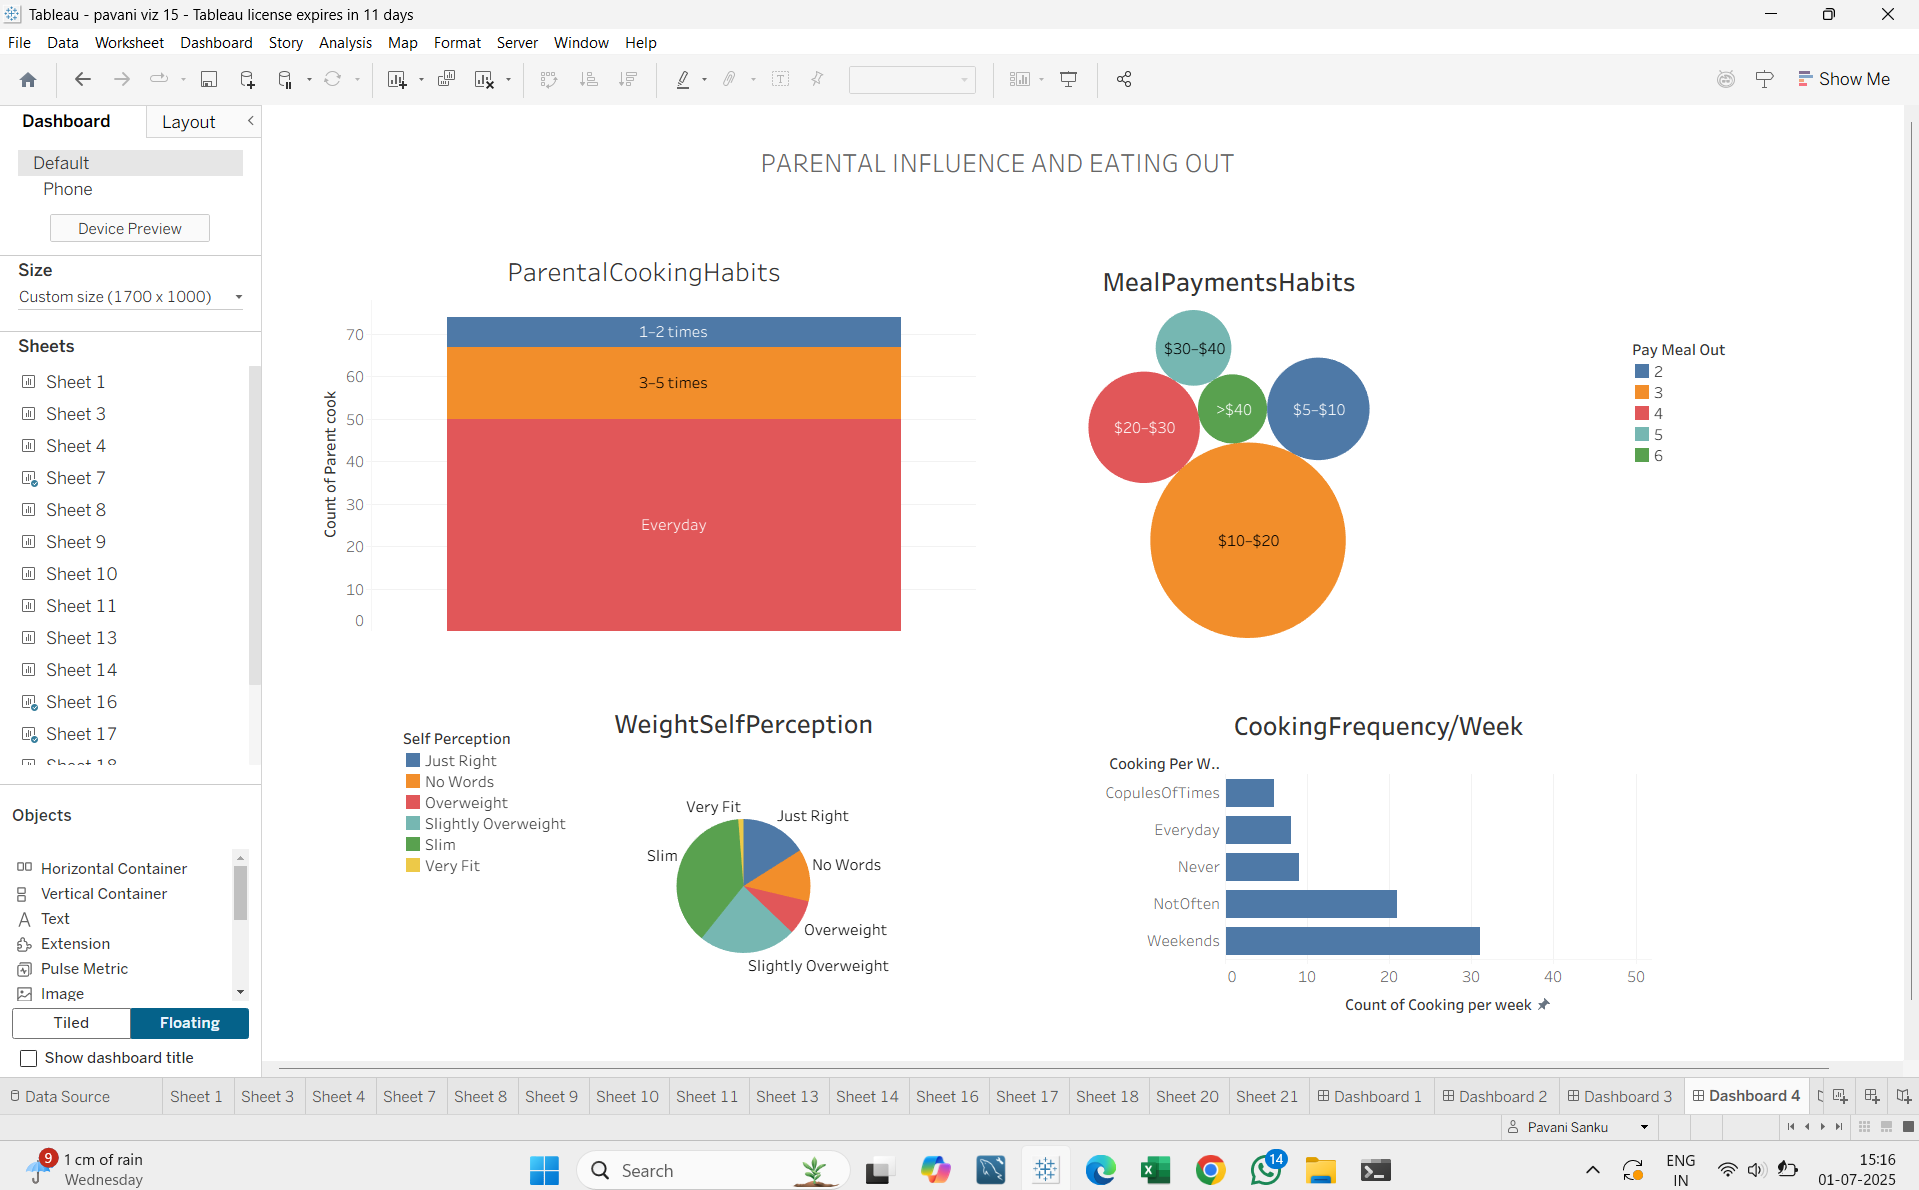 Tableau - pavani viz 15 - Tableau license expires in 11 days
File Data Worksheet Dashboard Story Analysis Map Format Server Window Help
Show Me
Dashboard Layout
Default
Phone
Device Preview
Size
Custom size (1700 x 1000)
Sheets
Sheet 1
Sheet 3
Sheet 4
Sheet 7
Sheet 8
Sheet 9
Sheet 10
Sheet 11
Sheet 13
Sheet 14
Sheet 16
Sheet 17
Sheet 18
Objects
Horizontal Container
Vertical Container
Text
Extension
Pulse Metric
Image
Tiled Floating
Show dashboard title
PARENTAL INFLUENCE AND EATING OUT
ParentalCookingHabits
Count of Parent cook
70
60
50
40
30
20
10
0
1–2 times
3–5 times
Everyday
MealPaymentsHabits
$30–$40
>$40
$5–$10
$20–$30
$10–$20
Pay Meal Out
2
3
4
5
6
Self Perception
Just Right
No Words
Overweight
Slightly Overweight
Slim
Very Fit
WeightSelfPerception
Very Fit
Just Right
Slim
No Words
Overweight
Slightly Overweight
CookingFrequency/Week
Cooking Per W..
CopulesOfTimes
Everyday
Never
NotOften
Weekends
0 10 20 30 40 50
Count of Cooking per week
Data Source Sheet 1 Sheet 3 Sheet 4 Sheet 7 Sheet 8 Sheet 9 Sheet 10 Sheet 11 Sheet 13 Sheet 14 Sheet 16 Sheet 17 Sheet 18 Sheet 20 Sheet 21 Dashboard 1 Dashboard 2 Dashboard 3 Dashboard 4
Pavani Sanku
9
1 cm of rain
Wednesday
Search
14
ENG
IN
15:16
01-07-2025